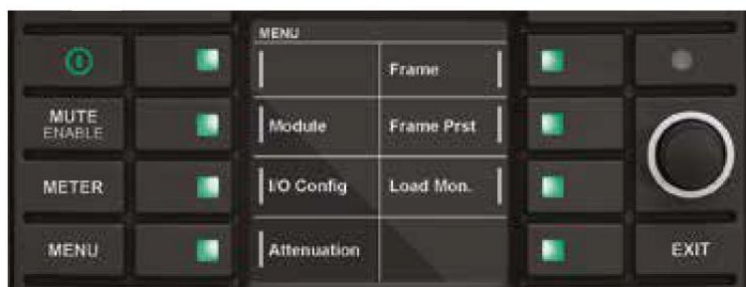 MENU
Frame
MUTE
ENABLE
Module
Frame Prst
METER
I/O Config
Load Mon.
MENU
Attenuation
EXIT